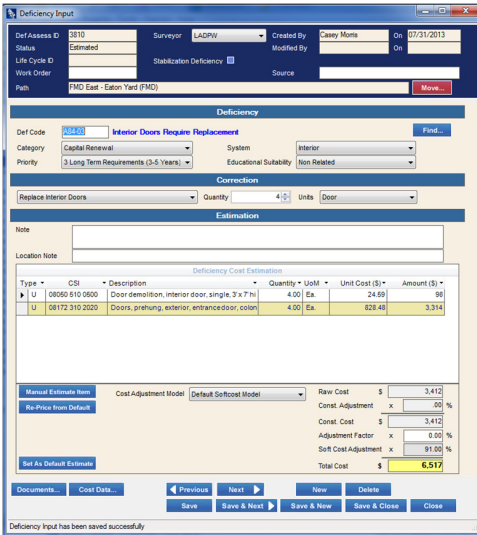 Deficiency Input
Def Assess ID 3810 Surveyor LADPW Created By Casey Morris On 07/31/2013
Status Estimated Modified By On
Life Cycle ID Stabilization Deficiency
Work Order Source
Path FMD East - Eaton Yard (FMD) Move...
Deficiency
Def Code A84-03 Interior Doors Require Replacement Find...
Category Capital Renewal System Interior
Priority 3.Long Term Requirements (3-5 Years) Educational Suitability Non Related
Correction
Replace Interior Doors Quantity 4 Units Door
Estimation
Note
Location Note
Deficiency Cost Estimation
Type CSI Description Quantity UoM Unit Cost ($) Amount ($)
U 08050 510 0500 Door demolition, interior door, single, 3'x 7' hi 4.00 Ea. 24.59 98
U 08172 310 2020 Doors, prehung, exterior, entrance door, colon 4.00 Ea. 828.48 3,314
Manual Estimate Item Cost Adjustment Model Default Softcost Model Raw Cost $ 3,412
Re-Price from Default Const. Adjustment x .00 %
Const. Cost $ 3,412
Adjustment Factor x 0.00 %
Soft Cost Adjustment x 91.00 %
Set As Default Estimate Total Cost $ 6,517
Documents... Cost Data... Previous Next New Delete
Save Save & Next Save & New Save & Close Close
Deficiency Input has been saved successfully